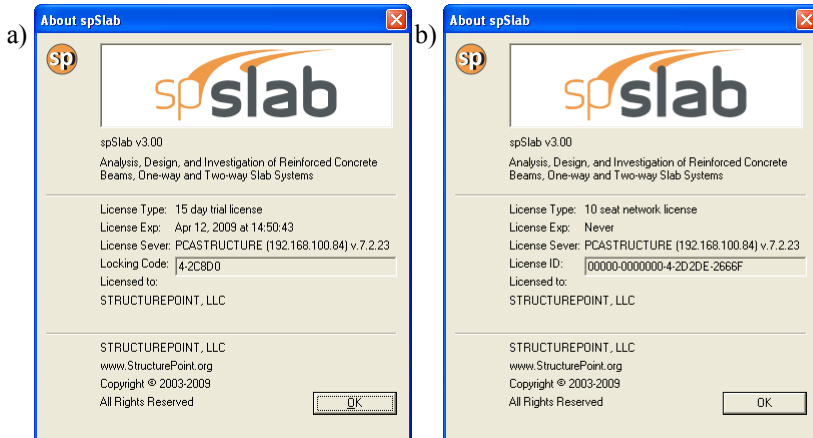 a)
About spSlab
sp
spslab
spSlab v3.00
Analysis, Design, and Investigation of Reinforced Concrete
Beams, One-way and Two-way Slab Systems
License Type: 15 day trial license
License Exp: Apr 12, 2009 at 14:50:43
License Sever: PCASTRUCTURE (192.168.100.84) v.7.2.23
Locking Code: 4-2C8D0
Licensed to:
STRUCTUREPOINT, LLC
STRUCTUREPOINT, LLC
www.StructurePoint.org
Copyright © 2003-2009
All Rights Reserved
OK
b)
About spSlab
sp
spslab
spSlab v3.00
Analysis, Design, and Investigation of Reinforced Concrete
Beams, One-way and Two-way Slab Systems
License Type: 10 seat network license
License Exp: Never
License Sever: PCASTRUCTURE (192.168.100.84) v.7.2.23
License ID: 00000-0000000-4-2D2DE-2666F
Licensed to:
STRUCTUREPOINT, LLC
STRUCTUREPOINT, LLC
www.StructurePoint.org
Copyright © 2003-2009
All Rights Reserved
OK